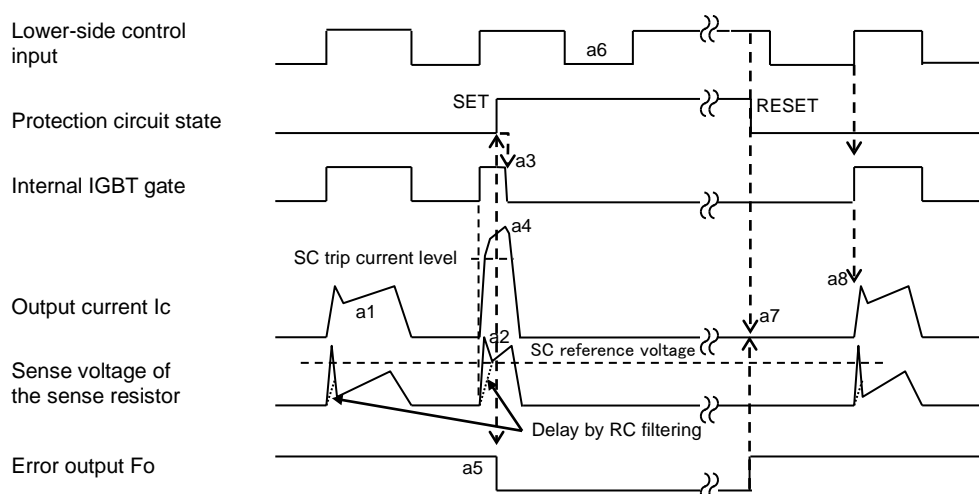 Lower-side control
input
a6
SET
RESET
Protection circuit state
a3
Internal IGBT gate
a4
SC trip current level
a8
Output current Ic
a1
a7
a2
SC reference voltage
Sense voltage of
the sense resistor
Delay by RC filtering
Error output Fo
a5